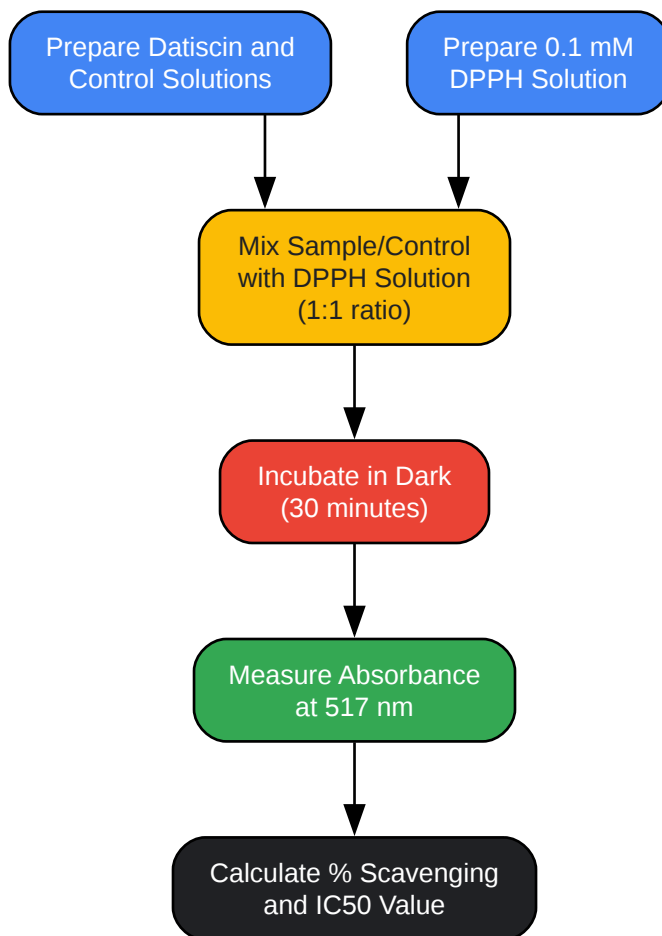 Prepare Datiscin and
Control Solutions
Prepare 0.1 mM
DPPH Solution
Mix Sample/Control
with DPPH Solution
(1:1 ratio)
Incubate in Dark
(30 minutes)
Measure Absorbance
at 517 nm
Calculate % Scavenging
and IC50 Value